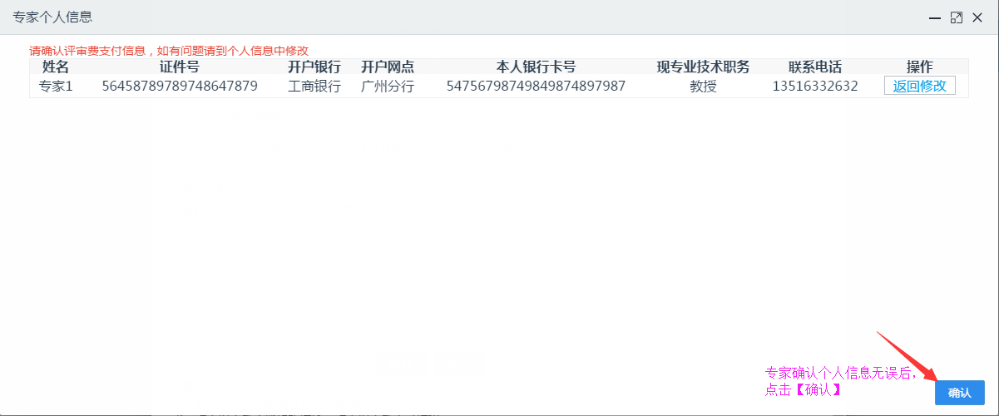 专家个人信息
请确认评审费支付信息，如有问题请到个人信息中修改
姓名 证件号 开户银行 开户网点 本人银行卡号 现专业技术职务 联系电话 操作
专家1 56458789789748647879 工商银行 广州分行 54756798749849874897987 教授 13516332632 返回修改
专家确认个人信息无误后，
点击【确认】
确认